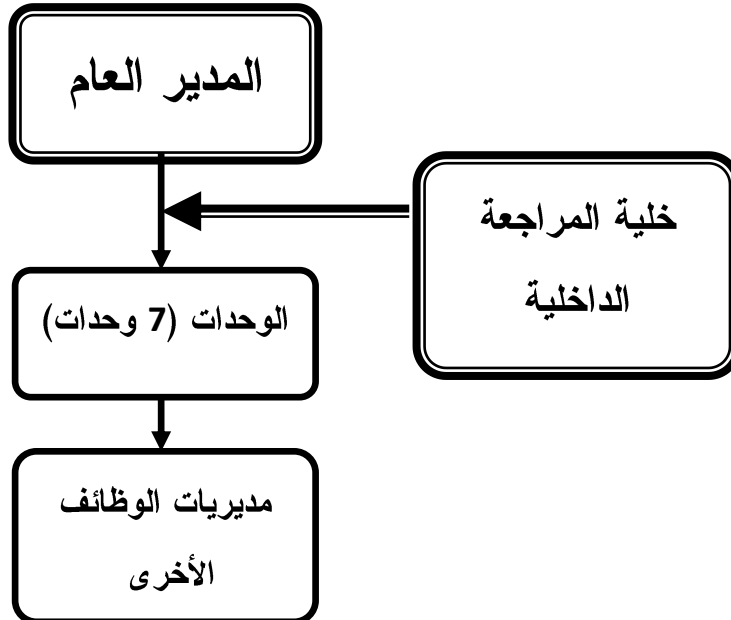 المدير العام
خلية المراجعة
الداخلية
الوحدات (7 وحدات)
مديريات الوظائف
الأخرى